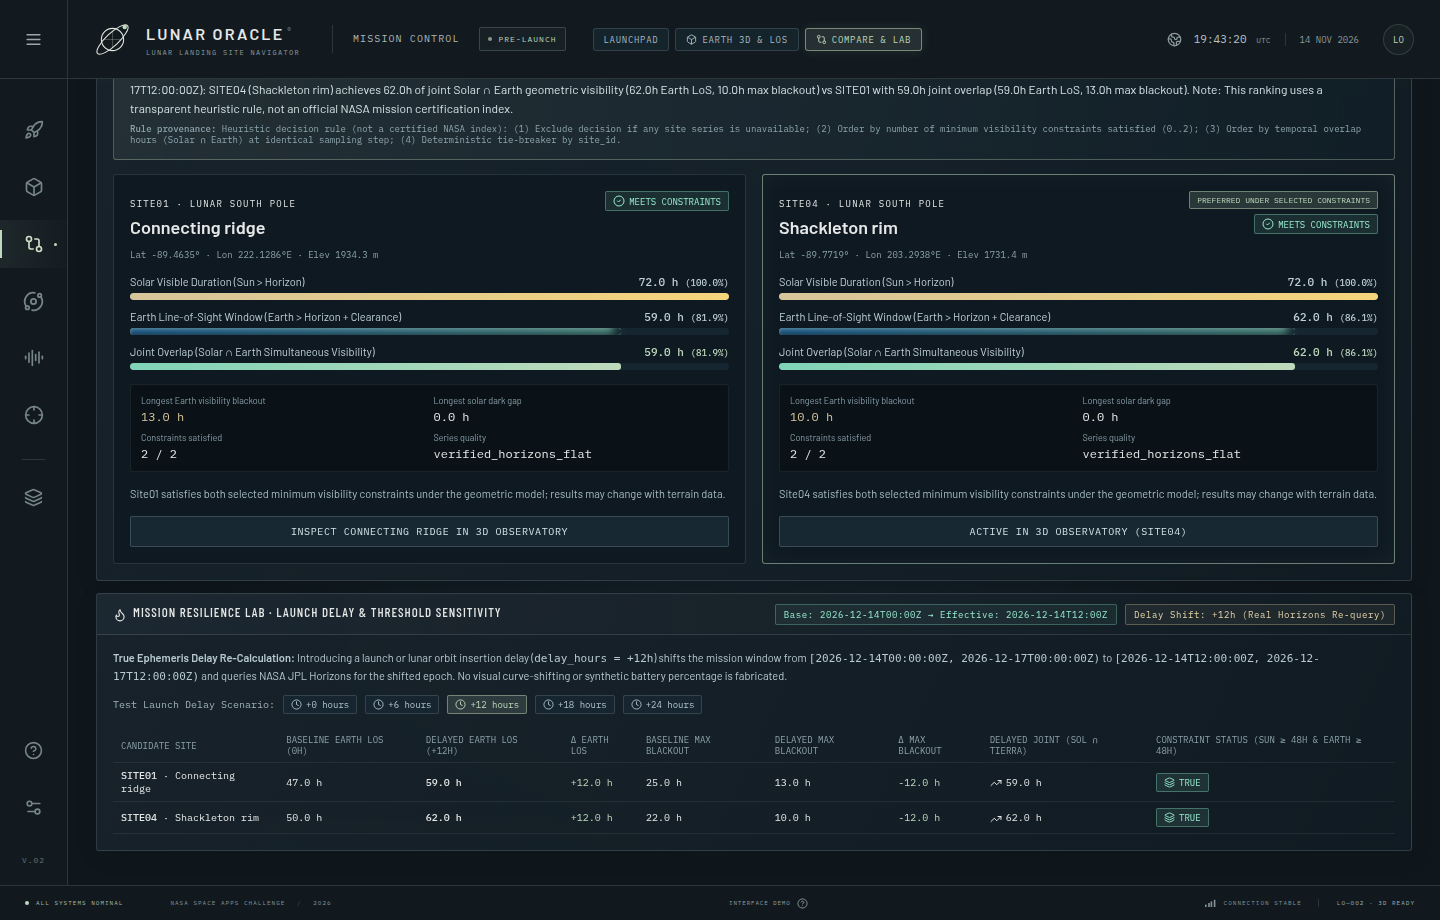 LUNAR ORACLE
LUNAR LANDING SITE NAVIGATOR
MISSION CONTROL
PRE-LAUNCH
LAUNCHPAD
EARTH 3D & LOS
COMPARE & LAB
19:43:20 UTC
14 NOV 2026
LO
17T12:00:00Z): SITE04 (Shackleton rim) achieves 62.0h of joint Solar ∩ Earth geometric visibility (62.0h Earth LoS, 10.0h max blackout) vs SITE01 with 59.0h joint overlap (59.0h Earth LoS, 13.0h max blackout). Note: This ranking uses a
transparent heuristic rule, not an official NASA mission certification index.
Rule provenance: Heuristic decision rule (not a certified NASA index): (1) Exclude decision if any site series is unavailable; (2) Order by number of minimum visibility constraints satisfied (0..2); (3) Order by temporal overlap
hours (Solar ∩ Earth) at identical sampling step; (4) Deterministic tie-breaker by site_id.
SITE01 · LUNAR SOUTH POLE
MEETS CONSTRAINTS
Connecting ridge
Lat -89.4635° · Lon 222.1286°E · Elev 1934.3 m
Solar Visible Duration (Sun > Horizon)
72.0 h (100.0%)
Earth Line-of-Sight Window (Earth > Horizon + Clearance)
59.0 h (81.9%)
Joint Overlap (Solar ∩ Earth Simultaneous Visibility)
59.0 h (81.9%)
Longest Earth visibility blackout
Longest solar dark gap
13.0 h
0.0 h
Constraints satisfied
Series quality
2 / 2
verified_horizons_flat
Site01 satisfies both selected minimum visibility constraints under the geometric model; results may change with terrain data.
INSPECT CONNECTING RIDGE IN 3D OBSERVATORY
SITE04 · LUNAR SOUTH POLE
PREFERRED UNDER SELECTED CONSTRAINTS
MEETS CONSTRAINTS
Shackleton rim
Lat -89.7719° · Lon 203.2938°E · Elev 1731.4 m
Solar Visible Duration (Sun > Horizon)
72.0 h (100.0%)
Earth Line-of-Sight Window (Earth > Horizon + Clearance)
62.0 h (86.1%)
Joint Overlap (Solar ∩ Earth Simultaneous Visibility)
62.0 h (86.1%)
Longest Earth visibility blackout
Longest solar dark gap
10.0 h
0.0 h
Constraints satisfied
Series quality
2 / 2
verified_horizons_flat
Site04 satisfies both selected minimum visibility constraints under the geometric model; results may change with terrain data.
ACTIVE IN 3D OBSERVATORY (SITE04)
MISSION RESILIENCE LAB · LAUNCH DELAY & THRESHOLD SENSITIVITY
Base: 2026-12-14T00:00Z → Effective: 2026-12-14T12:00Z
Delay Shift: +12h (Real Horizons Re-query)
True Ephemeris Delay Re-Calculation: Introducing a launch or lunar orbit insertion delay (delay_hours = +12h) shifts the mission window from [2026-12-14T00:00:00Z, 2026-12-17T00:00:00Z) to [2026-12-14T12:00:00Z, 2026-12-
17T12:00:00Z) and queries NASA JPL Horizons for the shifted epoch. No visual curve-shifting or synthetic battery percentage is fabricated.
Test Launch Delay Scenario:
+0 hours
+6 hours
+12 hours
+18 hours
+24 hours
CANDIDATE SITE
BASELINE EARTH LOS (0H)
DELAYED EARTH LOS (+12H)
Δ EARTH LOS
BASELINE MAX BLACKOUT
DELAYED MAX BLACKOUT
Δ MAX BLACKOUT
DELAYED JOINT (SOL ∩ TIERRA)
CONSTRAINT STATUS (SUN ≥ 48H & EARTH ≥ 48H)
SITE01 · Connecting ridge
47.0 h
59.0 h
+12.0 h
25.0 h
13.0 h
-12.0 h
59.0 h
TRUE
SITE04 · Shackleton rim
50.0 h
62.0 h
+12.0 h
22.0 h
10.0 h
-12.0 h
62.0 h
TRUE
V.02
ALL SYSTEMS NOMINAL
NASA SPACE APPS CHALLENGE / 2026
INTERFACE DEMO
CONNECTION STABLE
LO-002 · 3D READY